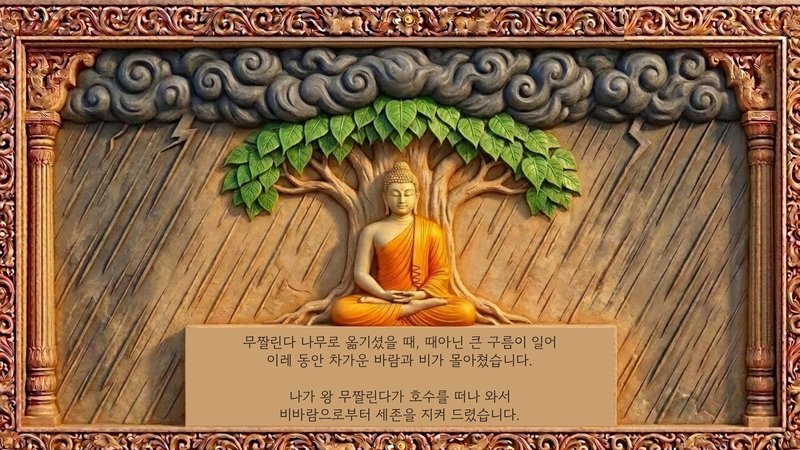 무짤린다 나무로 옮기셨을 때, 때아닌 큰 구름이 일어
이레 동안 차가운 바람과 비가 몰아쳤습니다.
나가 왕 무짤린다가 호수를 떠나 와서
비바람으로부터 세존을 지켜 드렸습니다.